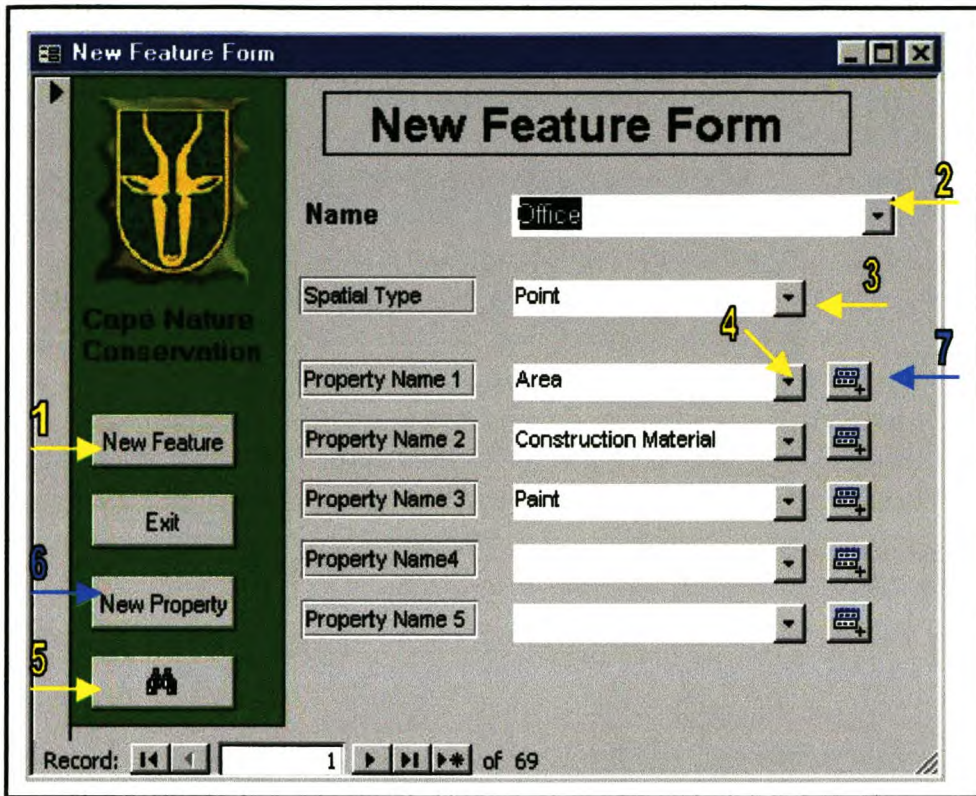 New Feature Form
New Feature Form
Name
Office
2
Spatial Type
Point
3
4
7
Property Name 1
Area
Property Name 2
Construction Material
Property Name 3
Paint
Property Name4
Property Name 5
Cape Nature
Conservation
1
New Feature
Exit
6
New Property
5
Record: 1 of 69